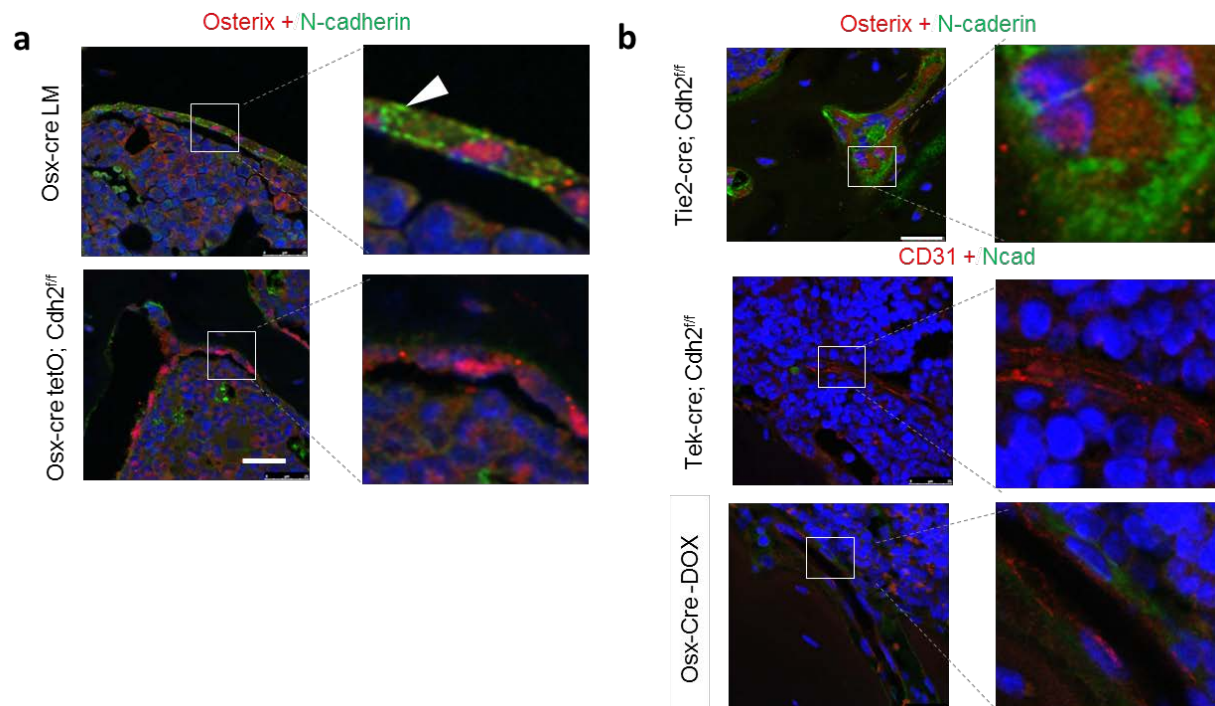 a
Osterix + N-cadherin
Osx-cre LM
Osx-cre tetO; Cdh2f/f
b
Osterix + N-caderin
Tie2-cre; Cdh2f/f
CD31 + Ncad
Tek-cre; Cdh2f/f
Osx-Cre -DOX